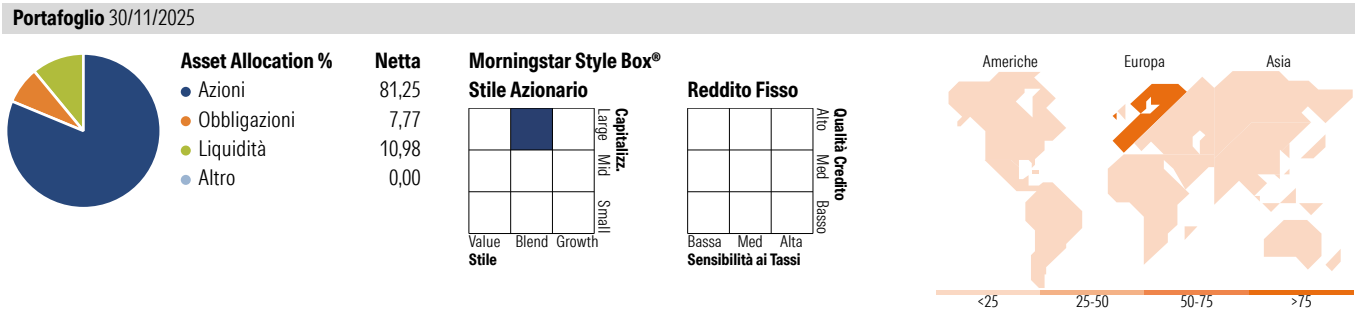 Portafoglio 30/11/2025
Asset Allocation % Netta
Azioni 81,25
Obbligazioni 7,77
Liquidità 10,98
Altro 0,00
Morningstar Style Box®
Stile Azionario
Capitalizz.
Large Mid Small
Value Blend Growth
Stile
Reddito Fisso
Qualità Credito
Alto Med Basso
Bassa Med Alta
Sensibilità ai Tassi
Americhe Europa Asia
<25 25-50 50-75 >75